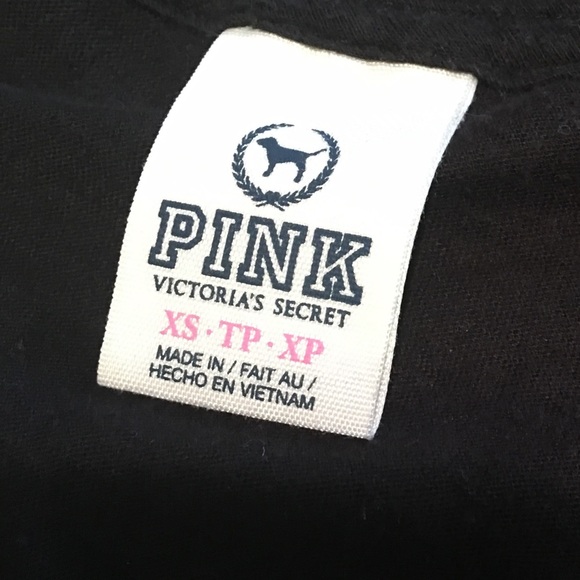 PINK
VICTORIA'S SECRET
XS · TP · XP
MADE IN / FAIT AU /
HECHO EN VIETNAM